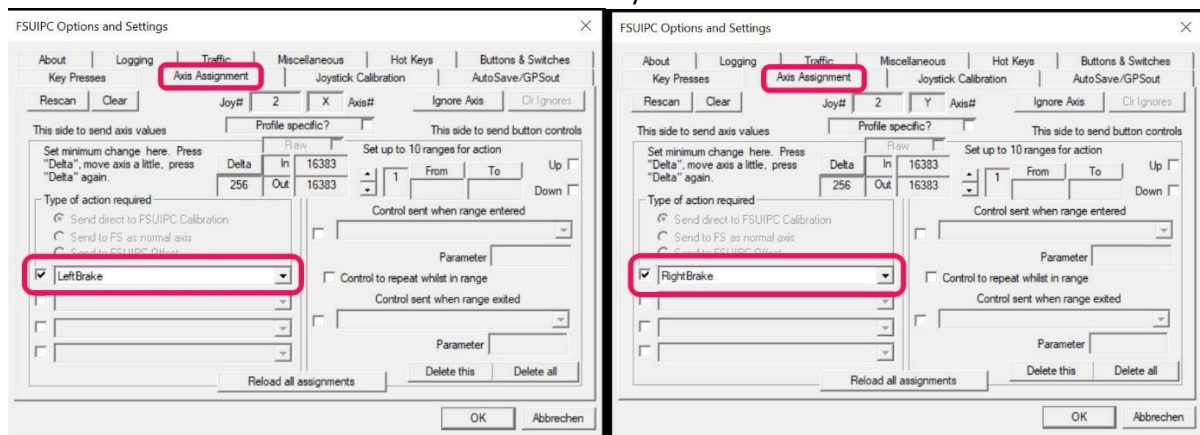 FSUIPC Options and Settings
About Logging Traffic Miscellaneous Hot Keys Buttons & Switches
Key Presses Axis Assignment Joystick Calibration AutoSave/GPSout
Rescan Clear Joy# 2 X Axis# Ignore Axis Clr Ignores
This side to send axis values Profile specific? This side to send button controls
Raw
Set minimum change here. Press "Delta", move axis a little, press "Delta" again.
Delta In 16383
256 Out 16383
Set up to 10 ranges for action
1 From To Up
Down
Type of action required
Send direct to FSUIPC Calibration
Send to FS as normal axis
Send to FSUIPC Offset
LeftBrake
Control sent when range entered
Parameter
Control to repeat whilst in range
Control sent when range exited
Parameter
Delete this Delete all
Reload all assignments
OK Abbrechen
FSUIPC Options and Settings
About Logging Traffic Miscellaneous Hot Keys Buttons & Switches
Key Presses Axis Assignment Joystick Calibration AutoSave/GPSout
Rescan Clear Joy# 2 Y Axis# Ignore Axis Clr Ignores
This side to send axis values Profile specific? This side to send button controls
Raw
Set minimum change here. Press "Delta", move axis a little, press "Delta" again.
Delta In 16383
256 Out 16383
Set up to 10 ranges for action
1 From To Up
Down
Type of action required
Send direct to FSUIPC Calibration
Send to FS as normal axis
Send to FSUIPC Offset
RightBrake
Control sent when range entered
Parameter
Control to repeat whilst in range
Control sent when range exited
Parameter
Delete this Delete all
Reload all assignments
OK Abbrechen